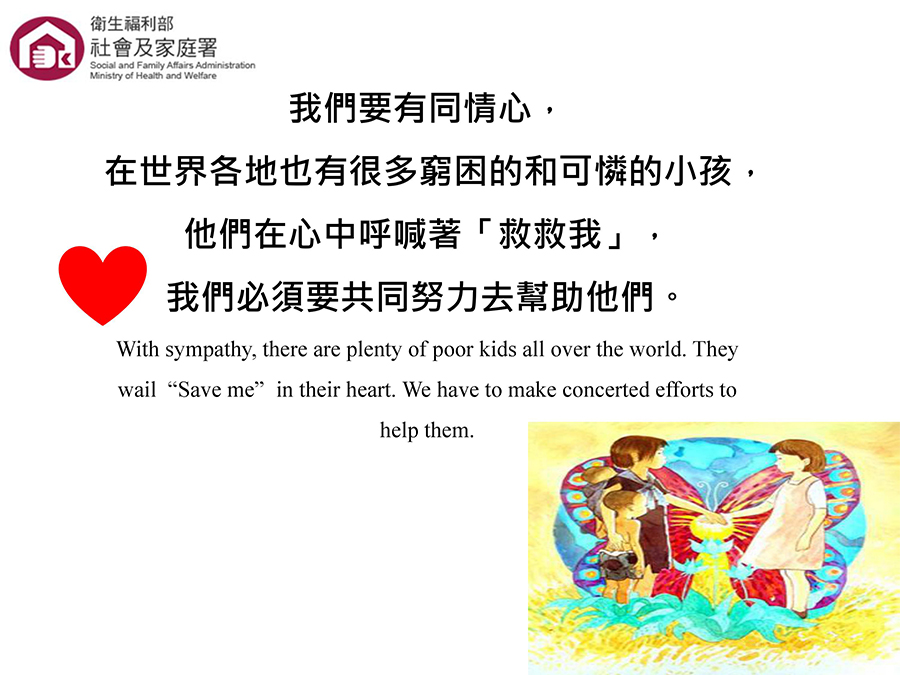 衛生福利部
社會及家庭署
Social and Family Affairs Administration
Ministry of Health and Welfare
我們要有同情心，
在世界各地也有很多窮困的和可憐的小孩，
他們在心中呼喊著「救救我」，
我們必須要共同努力去幫助他們。
With sympathy, there are plenty of poor kids all over the world. They
wail “Save me” in their heart. We have to make concerted efforts to
help them.